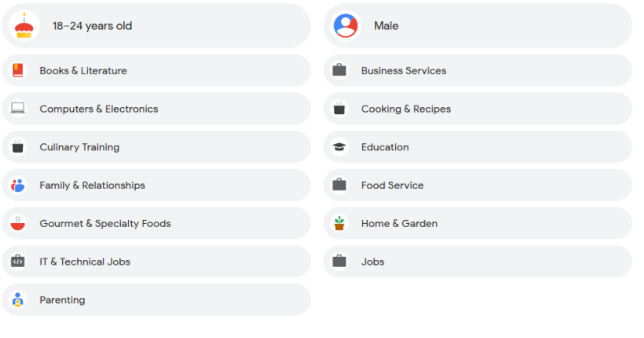 18–24 years old
Male
Books & Literature
Business Services
Computers & Electronics
Cooking & Recipes
Culinary Training
Education
Family & Relationships
Food Service
Gourmet & Specialty Foods
Home & Garden
IT & Technical Jobs
Jobs
Parenting